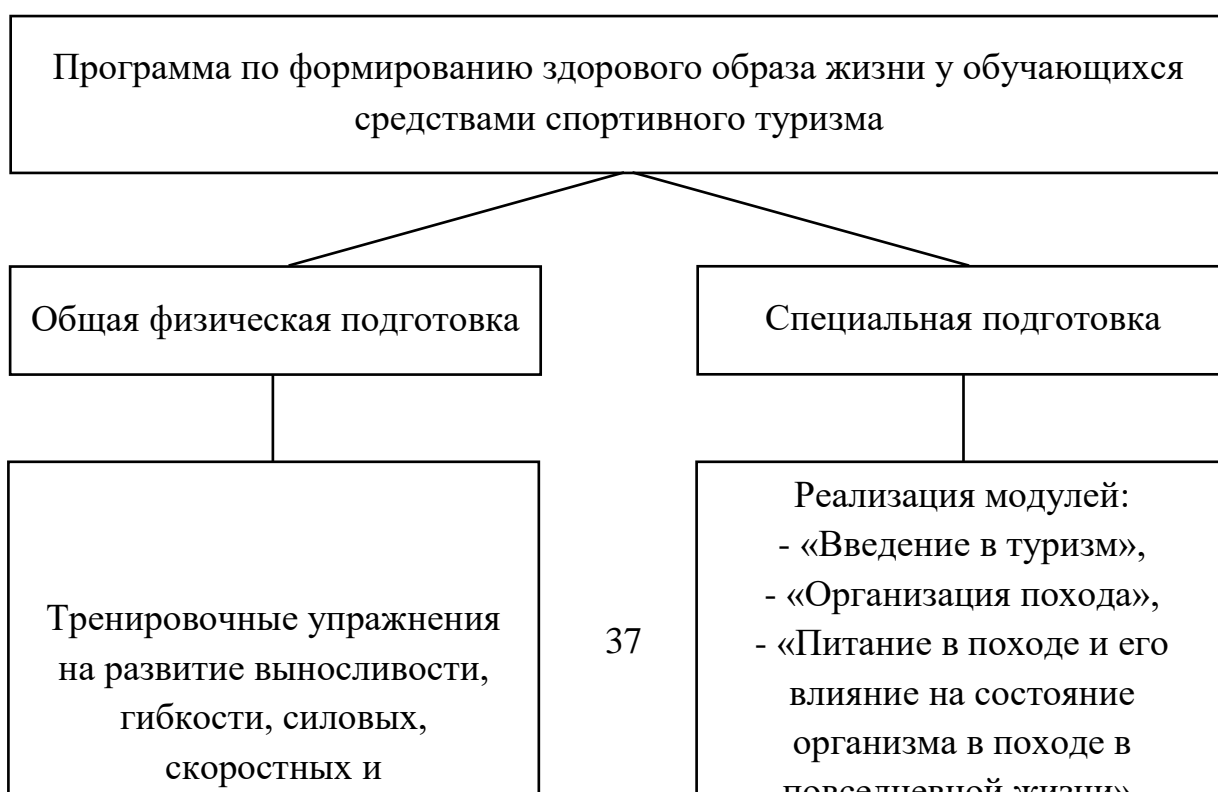 Программа по формированию здорового образа жизни у обучающихся
средствами спортивного туризма
Общая физическая подготовка
Специальная подготовка
Тренировочные упражнения
на развитие выносливости,
гибкости, силовых,
скоростных и
37
Реализация модулей:
- «Введение в туризм»,
- «Организация похода»,
- «Питание в походе и его
влияние на состояние
организма в походе в
повседневной жизни»